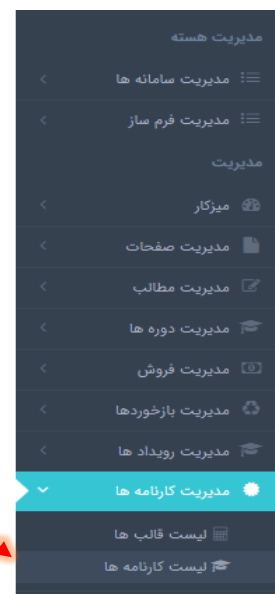 مدیریت هسته
مدیریت سامانه ها
مدیریت فرم ساز
مدیریت
میزکار
مدیریت صفحات
مدیریت مطالب
مدیریت دوره ها
مدیریت فروش
مدیریت بازخوردها
مدیریت رویداد ها
مدیریت کارنامه ها
لیست قالب ها
لیست کارنامه ها